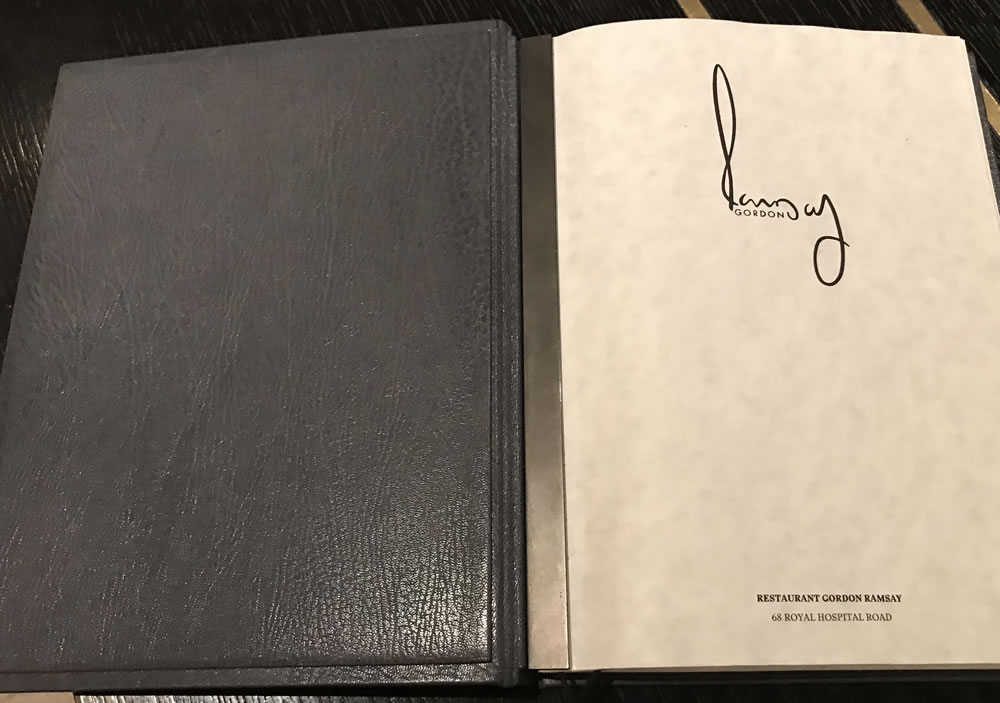 Ramsay
GORDON
RESTAURANT GORDON RAMSAY
68 ROYAL HOSPITAL ROAD